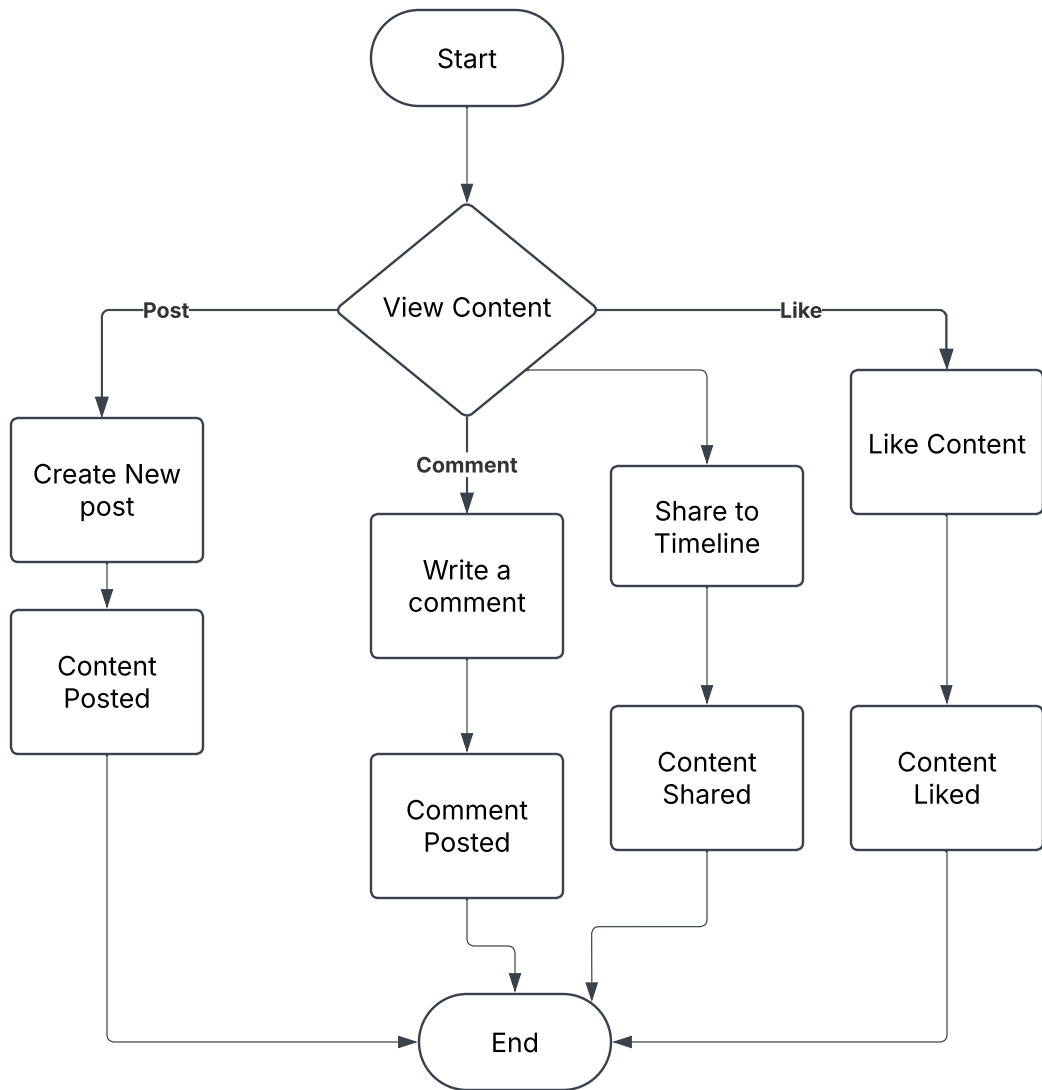 Start
View Content
Post
Like
Comment
Create New
post
Like Content
Share to
Timeline
Write a
comment
Content
Posted
Content
Shared
Content
Liked
Comment
Posted
End